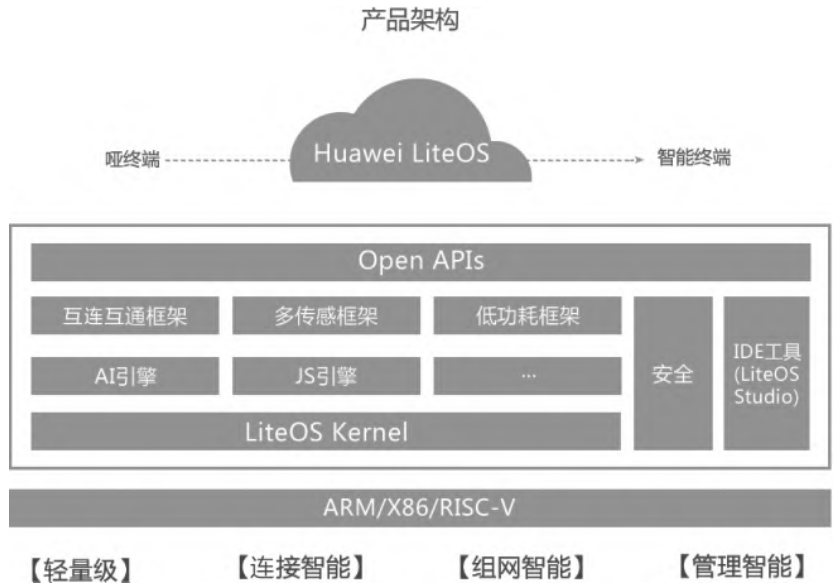 产品架构
哑终端
Huawei LiteOS
智能终端
Open APIs
互连互通框架
多传感框架
低功耗框架
AI引擎
JS引擎
...
安全
IDE工具
(LiteOS
Studio)
LiteOS Kernel
ARM/X86/RISC-V
【轻量级】
【连接智能】
【组网智能】
【管理智能】